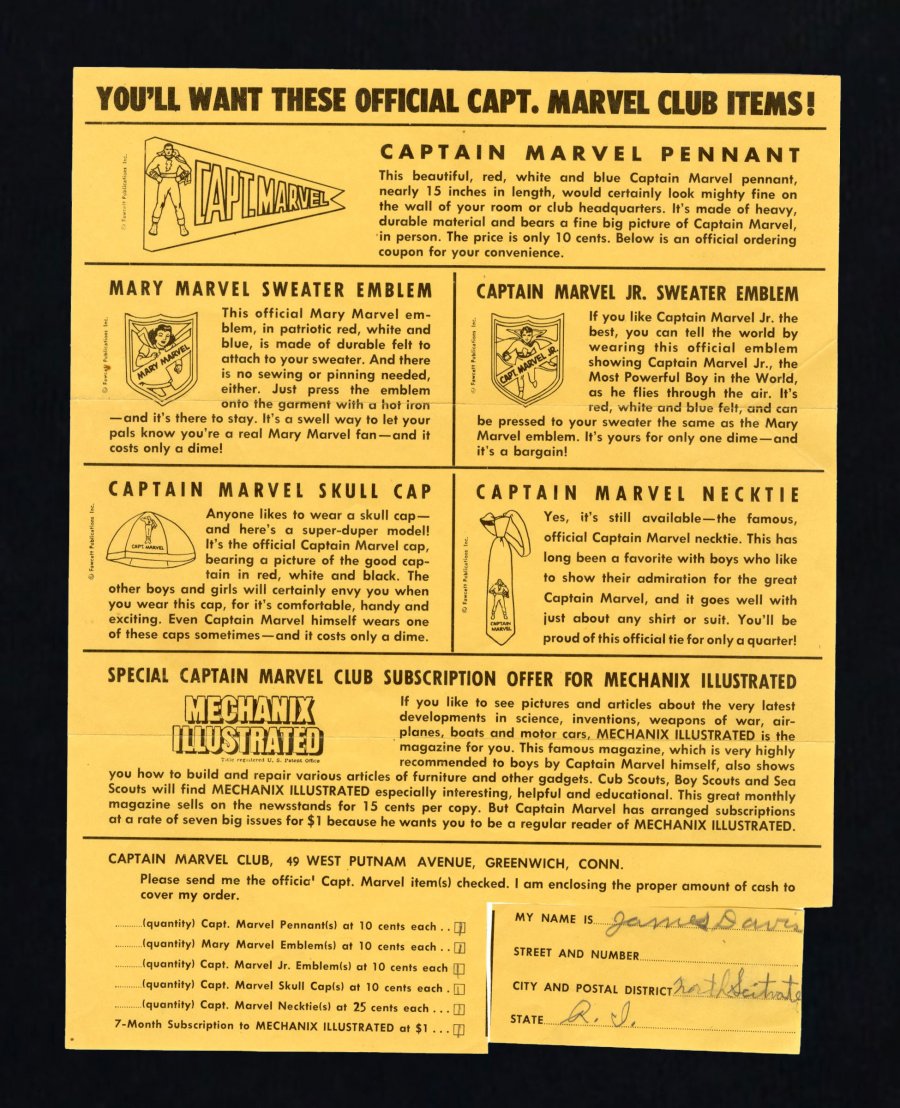 YOU'LL WANT THESE OFFICIAL CAPT. MARVEL CLUB ITEMS!
© Fawcett Publications Inc.
CAPT. MARVEL
CAPTAIN MARVEL PENNANT
This beautiful, red, white and blue Captain Marvel pennant,
nearly 15 inches in length, would certainly look mighty fine on
the wall of your room or club headquarters. It's made of heavy,
durable material and bears a fine big picture of Captain Marvel,
in person. The price is only 10 cents. Below is an official ordering
coupon for your convenience.
MARY MARVEL SWEATER EMBLEM
© Fawcett Publications Inc.
MARY MARVEL
This official Mary Marvel em-
blem, in patriotic red, white and
blue, is made of durable felt to
attach to your sweater. And there
is no sewing or pinning needed,
either. Just press the emblem
onto the garment with a hot iron
—and it's there to stay. It's a swell way to let your
pals know you're a real Mary Marvel fan—and it
costs only a dime!
CAPTAIN MARVEL JR. SWEATER EMBLEM
© Fawcett Publications Inc.
CAPT. MARVEL JR.
If you like Captain Marvel Jr. the
best, you can tell the world by
wearing this official emblem
showing Captain Marvel Jr., the
Most Powerful Boy in the World,
as he flies through the air. It's
red, white and blue felt, and can
be pressed to your sweater the same as the Mary
Marvel emblem. It's yours for only one dime—and
it's a bargain!
CAPTAIN MARVEL SKULL CAP
© Fawcett Publications Inc.
CAPT. MARVEL
Anyone likes to wear a skull cap—
and here's a super-duper model!
It's the official Captain Marvel cap,
bearing a picture of the good cap-
tain in red, white and black. The
other boys and girls will certainly envy you when
you wear this cap, for it's comfortable, handy and
exciting. Even Captain Marvel himself wears one
of these caps sometimes—and it costs only a dime.
CAPTAIN MARVEL NECKTIE
© Fawcett Publications Inc.
CAPTAIN
MARVEL
Yes, it's still available—the famous,
official Captain Marvel necktie. This has
long been a favorite with boys who like
to show their admiration for the great
Captain Marvel, and it goes well with
just about any shirt or suit. You'll be
proud of this official tie for only a quarter!
SPECIAL CAPTAIN MARVEL CLUB SUBSCRIPTION OFFER FOR MECHANIX ILLUSTRATED
MECHANIX
ILLUSTRATED
Title registered U. S. Patent Office
If you like to see pictures and articles about the very latest
developments in science, inventions, weapons of war, air-
planes, boats and motor cars, MECHANIX ILLUSTRATED is the
magazine for you. This famous magazine, which is very highly
recommended to boys by Captain Marvel himself, also shows
you how to build and repair various articles of furniture and other gadgets. Cub Scouts, Boy Scouts and Sea
Scouts will find MECHANIX ILLUSTRATED especially interesting, helpful and educational. This great monthly
magazine sells on the newsstands for 15 cents per copy. But Captain Marvel has arranged subscriptions
at a rate of seven big issues for $1 because he wants you to be a regular reader of MECHANIX ILLUSTRATED.
CAPTAIN MARVEL CLUB, 49 WEST PUTNAM AVENUE, GREENWICH, CONN.
Please send me the official Capt. Marvel item(s) checked. I am enclosing the proper amount of cash to
cover my order.
.........(quantity) Capt. Marvel Pennant(s) at 10 cents each . .
.........(quantity) Mary Marvel Emblem(s) at 10 cents each . .
.........(quantity) Capt. Marvel Jr. Emblem(s) at 10 cents each
.........(quantity) Capt. Marvel Skull Cap(s) at 10 cents each .
.........(quantity) Capt. Marvel Necktie(s) at 25 cents each . . .
7-Month Subscription to MECHANIX ILLUSTRATED at $1 . . .
MY NAME IS James Davis
STREET AND NUMBER
CITY AND POSTAL DISTRICT North Scituate
STATE R. I.